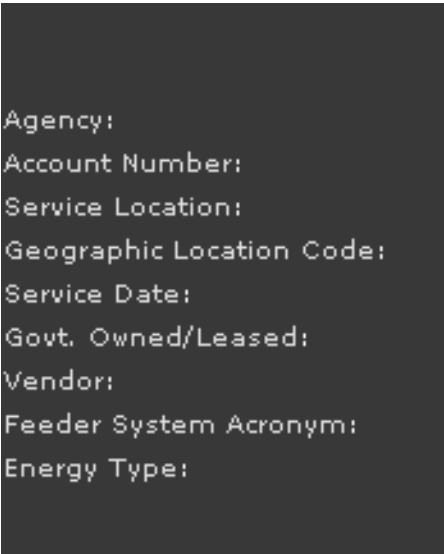 Agency:
Account Number:
Service Location:
Geographic Location Code:
Service Date:
Govt. Owned/Leased:
Vendor:
Feeder System Acronym:
Energy Type: